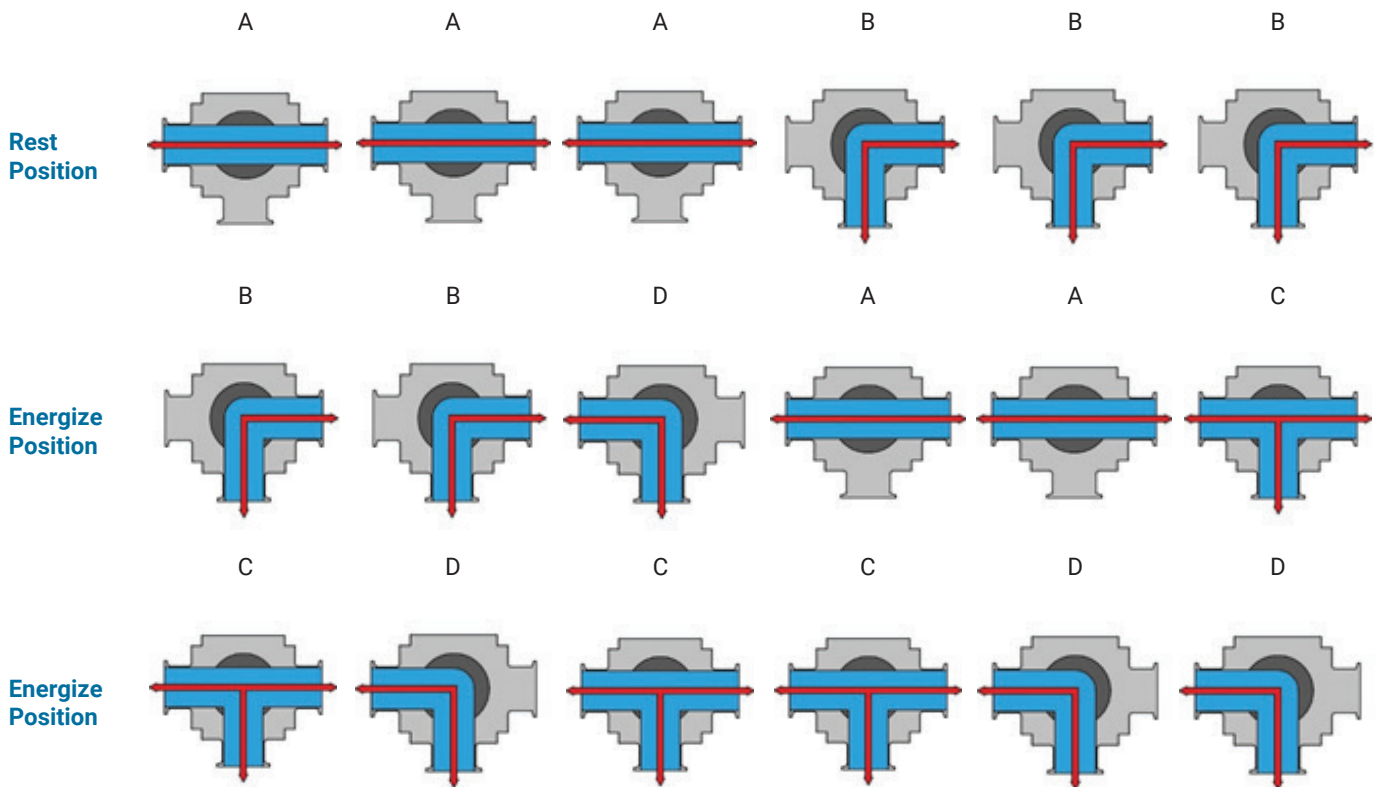 A A A B B B
Rest
Position
B B D A A C
Energize
Position
C D C C D D
Energize
Position